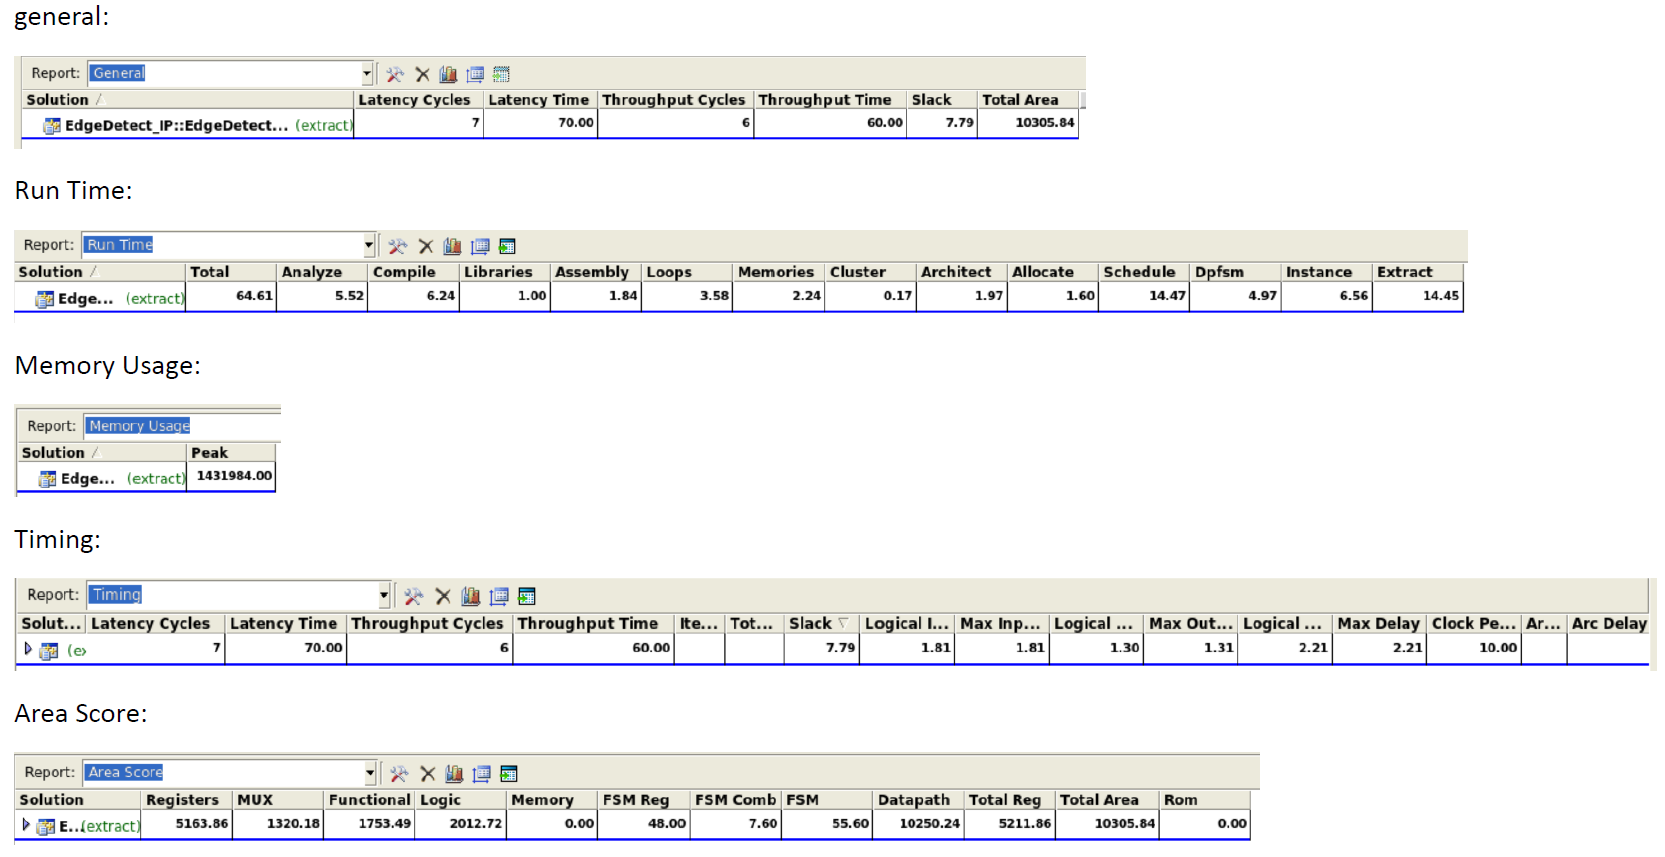 general:
Report: General
Solution Latency Cycles Latency Time Throughput Cycles Throughput Time Slack Total Area
EdgeDetect_IP::EdgeDetect... (extract) 7 70.00 6 60.00 7.79 10305.84
Run Time:
Report: Run Time
Solution Total Analyze Compile Libraries Assembly Loops Memories Cluster Architect Allocate Schedule Dpfsm Instance Extract
Edge... (extract) 64.61 5.52 6.24 1.00 1.84 3.58 2.24 0.17 1.97 1.60 14.47 4.97 6.56 14.45
Memory Usage:
Report: Memory Usage
Solution Peak
Edge... (extract) 1431984.00
Timing:
Report: Timing
Solut... Latency Cycles Latency Time Throughput Cycles Throughput Time Ite... Tot... Slack Logical I... Max Inp... Logical ... Max Out... Logical ... Max Delay Clock Pe... Ar... Arc Delay
(ex 7 70.00 6 60.00 7.79 1.81 1.81 1.30 1.31 2.21 2.21 10.00
Area Score:
Report: Area Score
Solution Registers MUX Functional Logic Memory FSM Reg FSM Comb FSM Datapath Total Reg Total Area Rom
E...(extract) 5163.86 1320.18 1753.49 2012.72 0.00 48.00 7.60 55.60 10250.24 5211.86 10305.84 0.00